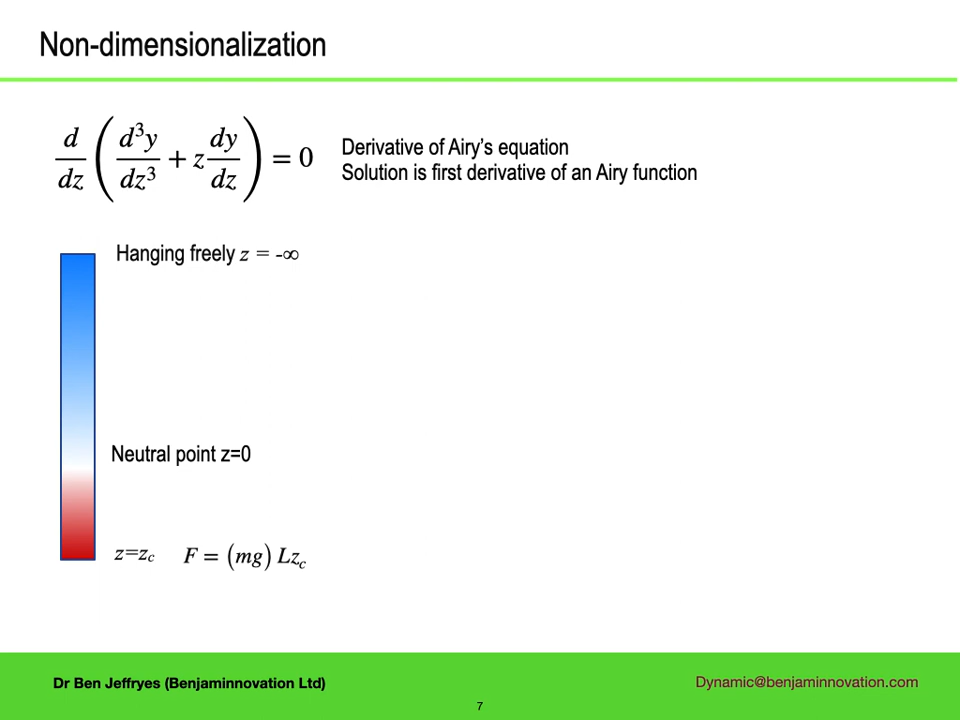 Non-dimensionalization
d/dz ( d³y/dz³ + z dy/dz ) = 0
Derivative of Airy's equation
Solution is first derivative of an Airy function
Hanging freely z = -∞
Neutral point z=0
z=z_c F = (mg) Lz_c
Dr Ben Jeffryes (Benjaminnovation Ltd)
Dynamic@benjaminnovation.com
7